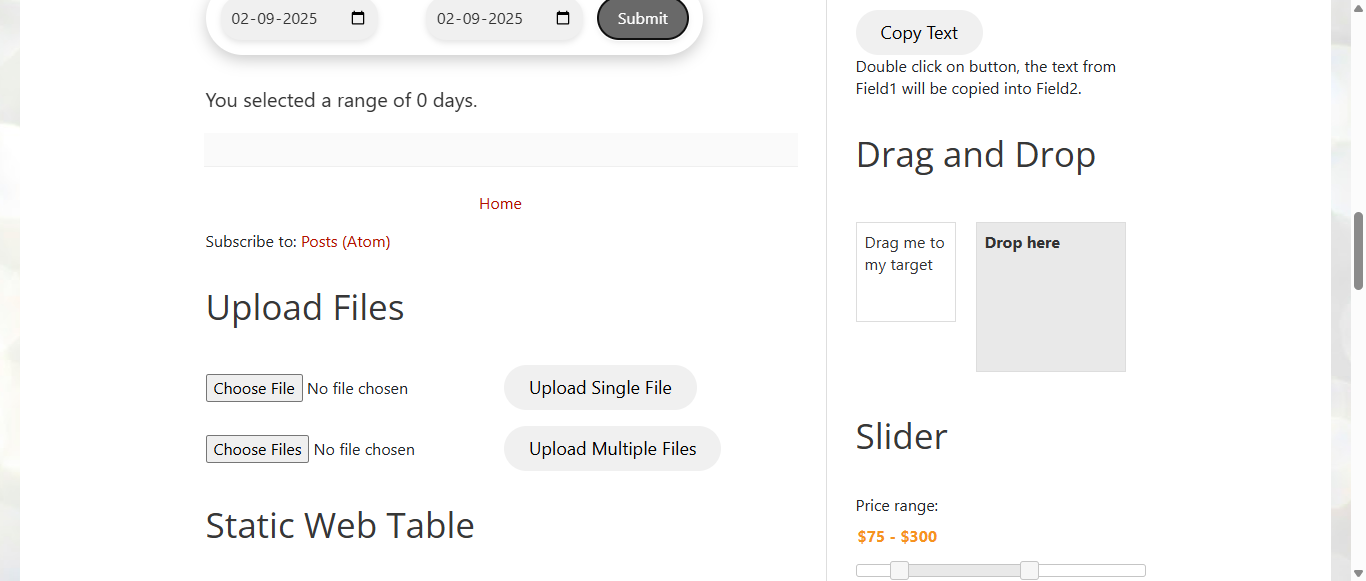 02-09-2025 02-09-2025 Submit
You selected a range of 0 days.
Home
Subscribe to: Posts (Atom)
Upload Files
Choose File No file chosen Upload Single File
Choose Files No file chosen Upload Multiple Files
Static Web Table
Copy Text
Double click on button, the text from
Field1 will be copied into Field2.
Drag and Drop
Drag me to
my target
Drop here
Slider
Price range:
$75 - $300